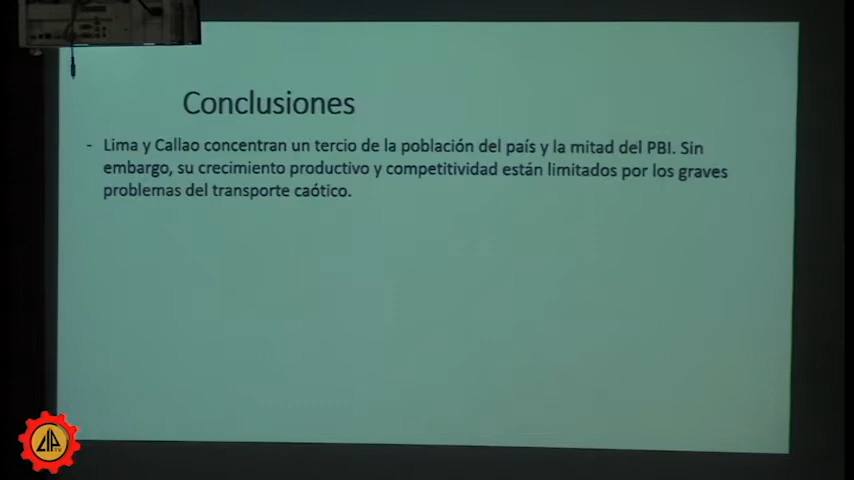 Conclusiones
- Lima y Callao concentran un tercio de la población del país y la mitad del PBI. Sin
embargo, su crecimiento productivo y competitividad están limitados por los graves
problemas del transporte caótico.